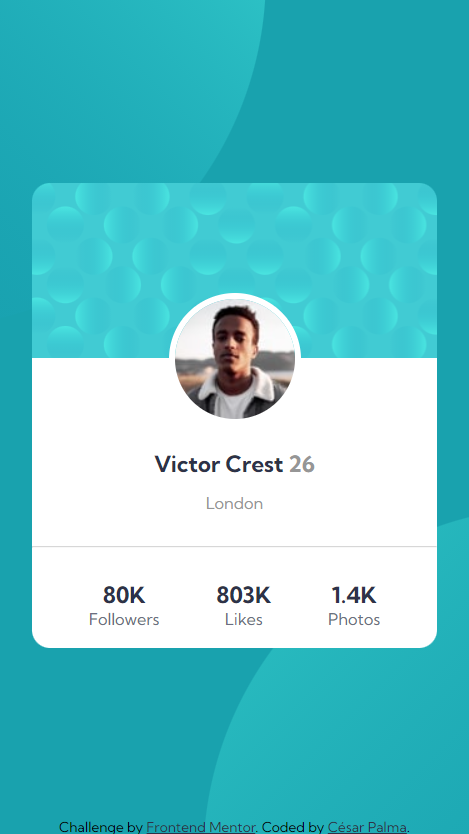 Victor Crest 26
London
80K 803K 1.4K
Followers Likes Photos
Challenge by Frontend Mentor. Coded by César Palma.